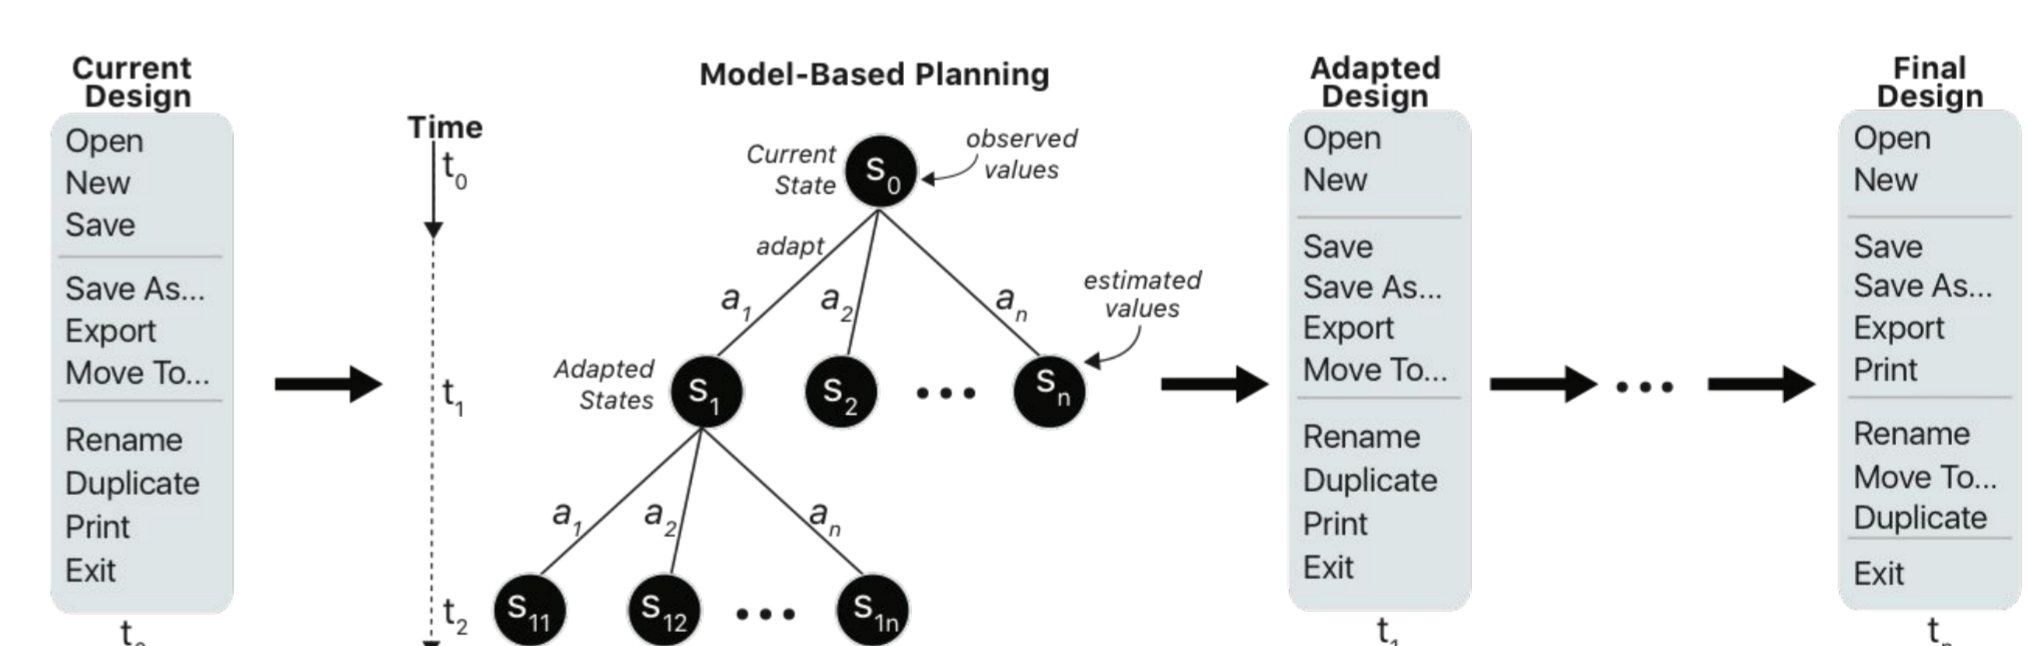 Current
Design
Open
New
Save
Save As...
Export
Move To...
Rename
Duplicate
Print
Exit
Time
t0
t1
t2
Model-Based Planning
Current
State
S0
observed
values
adapt
a1
a2
an
estimated
values
Adapted
States
S1
S2
...
Sn
a1
a2
an
S11
S12
...
S1n
Adapted
Design
Open
New
Save
Save As...
Export
Move To...
Rename
Duplicate
Print
Exit
t1
...
Final
Design
Open
New
Save
Save As...
Export
Print
Rename
Move To...
Duplicate
Exit